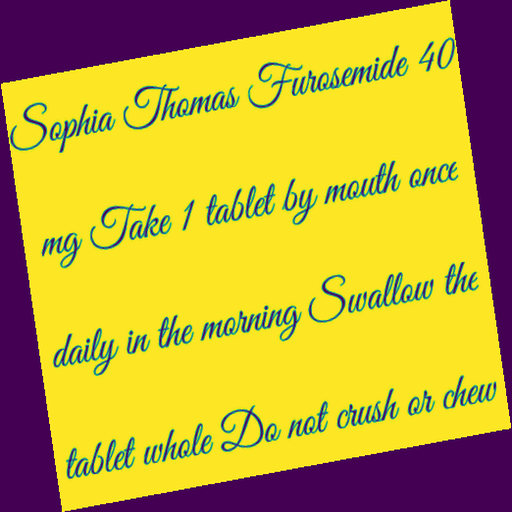 Sophia Thomas Furosemide 40
mg Take 1 tablet by mouth once
daily in the morning Swallow the
tablet whole Do not crush or chew